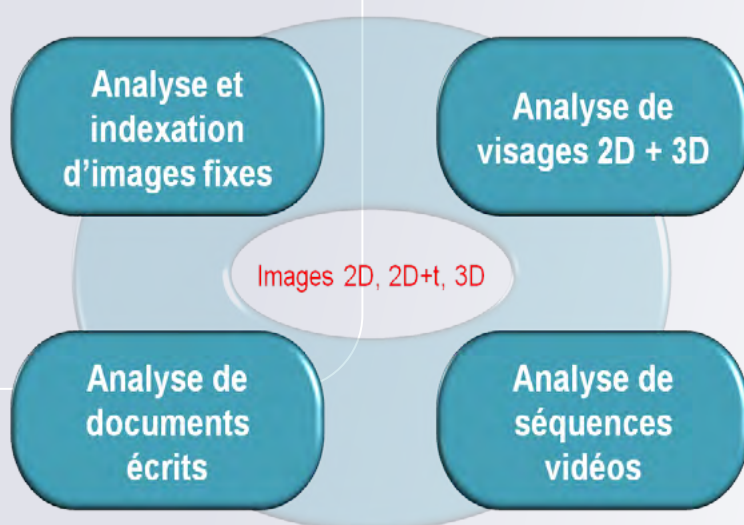 Analyse et
indexation
d'images fixes
Analyse de
visages 2D + 3D
Images 2D, 2D+t, 3D
Analyse de
documents
écrits
Analyse de
séquences
vidéos